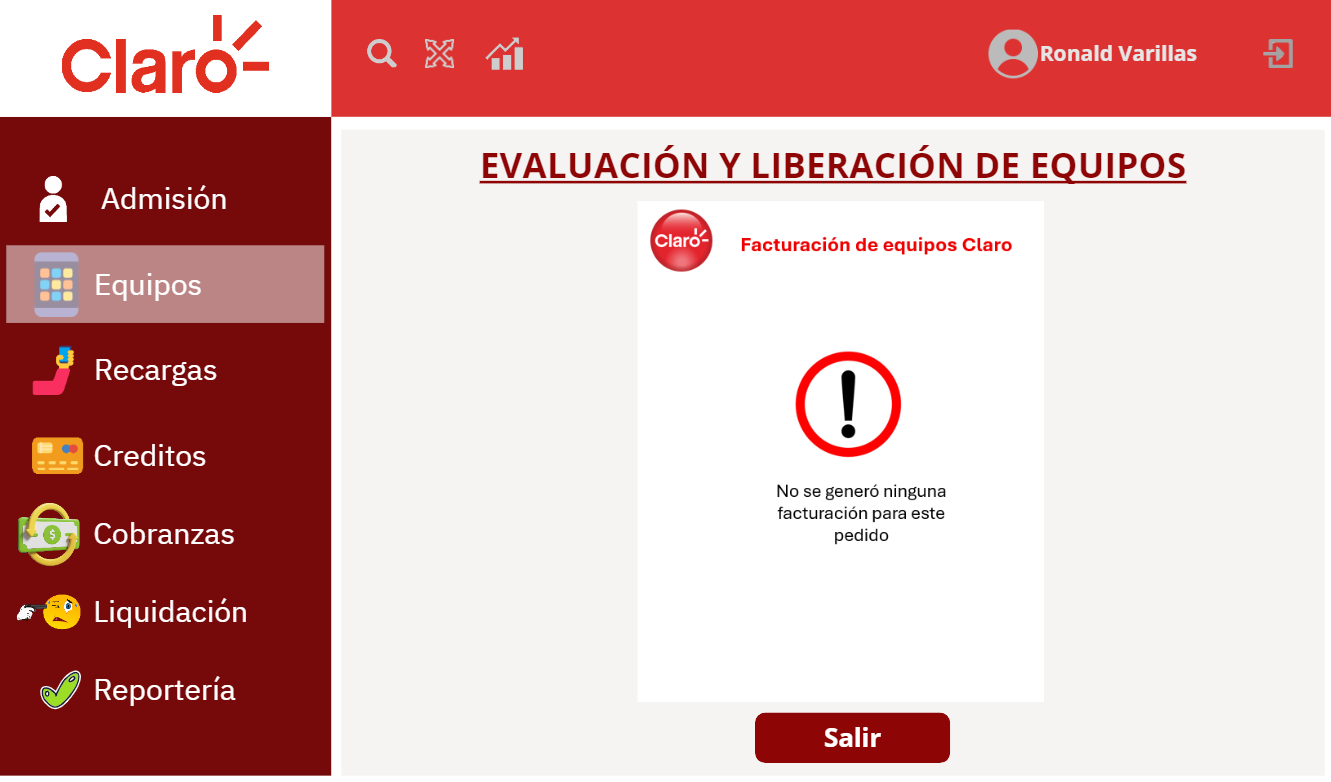 Claro
Ronald Varillas
Admisión
Equipos
Recargas
Creditos
Cobranzas
Liquidación
Reportería
EVALUACIÓN Y LIBERACIÓN DE EQUIPOS
Claro
Facturación de equipos Claro
No se generó ninguna
facturación para este
pedido
Salir